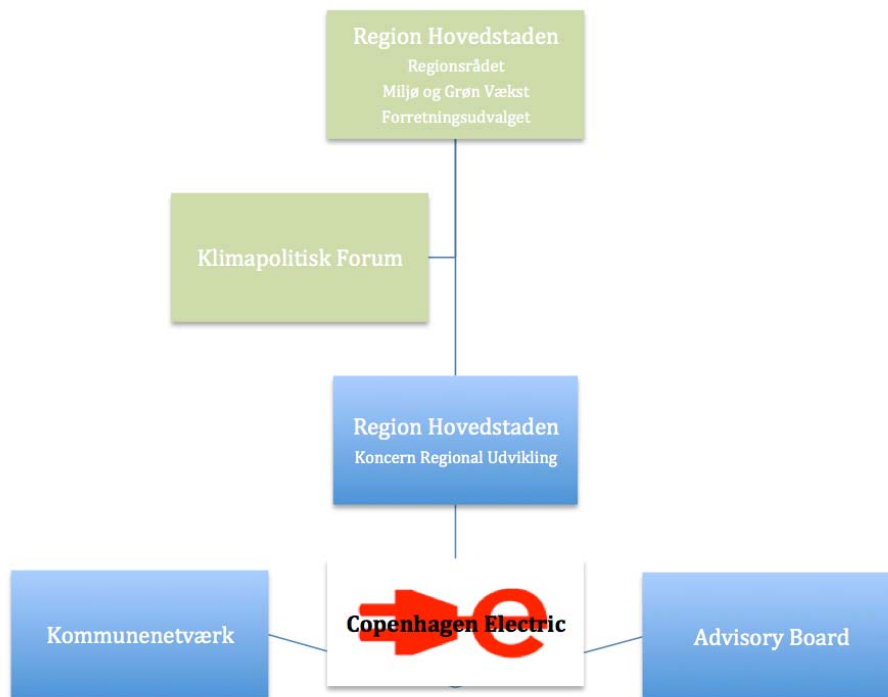 Region Hovedstaden
Regionsrådet
Miljø og Grøn Vækst
Forretningsudvalget
Klimapolitisk Forum
Region Hovedstaden
Koncern Regional Udvikling
Kommunenetværk
Copenhagen Electric
Advisory Board